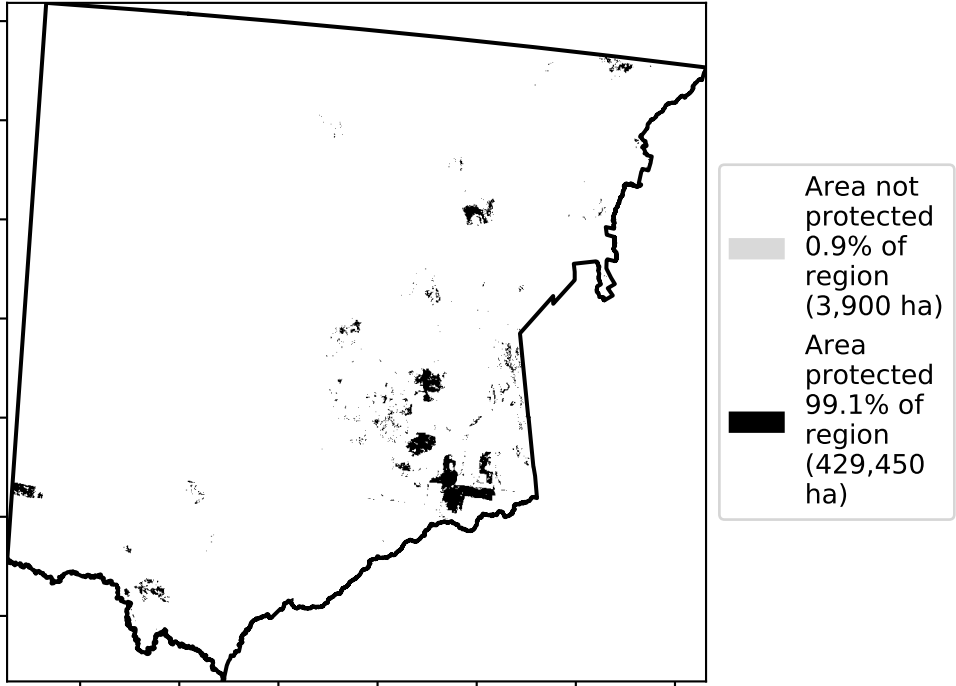 Area not
protected
0.9% of
region
(3,900 ha)
Area
protected
99.1% of
region
(429,450
ha)